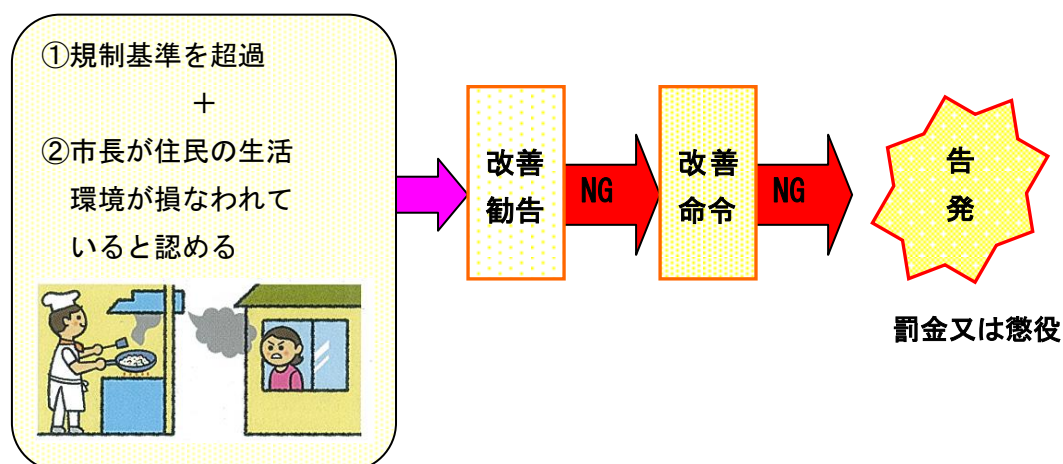 ①規制基準を超過
＋
②市長が住民の生活
環境が損なわれて
いると認める
改善
勧告
NG
改善
命令
NG
告
発
罰金又は懲役